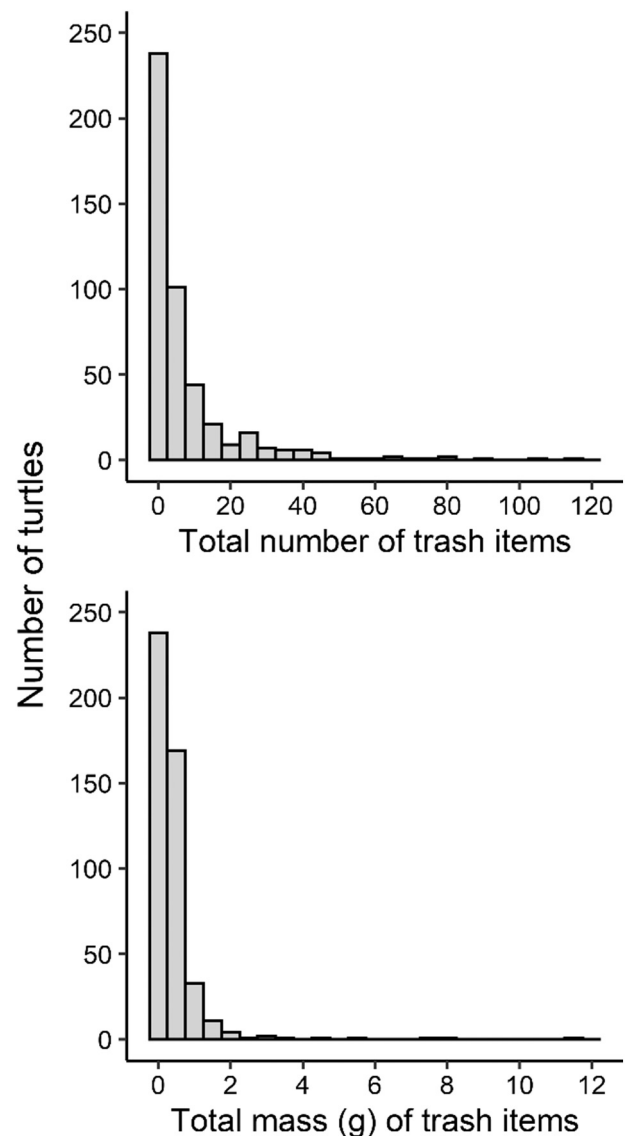 250
200
150
100
50
0
0 20 40 60 80 100 120
Total number of trash items
Number of turtles
250
200
150
100
50
0
0 2 4 6 8 10 12
Total mass (g) of trash items